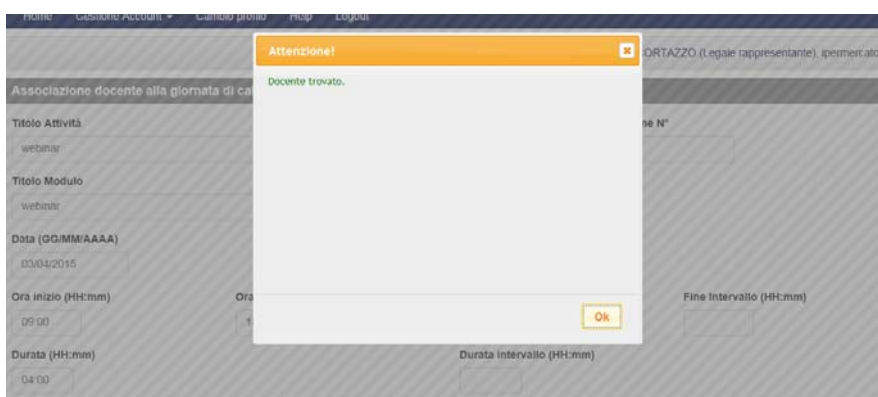 Home Gestione Account Cambio profilo Help Logout
Attenzione!
ORTAZZO (Legale rappresentante), ipermercato
Docente trovato.
Associazione docente alla giornata di ca
Titolo Attività
ne N°
webinar
Titolo Modulo
webinar
Data (GG/MM/AAAA)
03/04/2015
Ora inizio (HH:mm) Ora Fine Intervallo (HH:mm)
09:00 1
Ok
Durata (HH:mm) Durata intervallo (HH:mm)
04:00